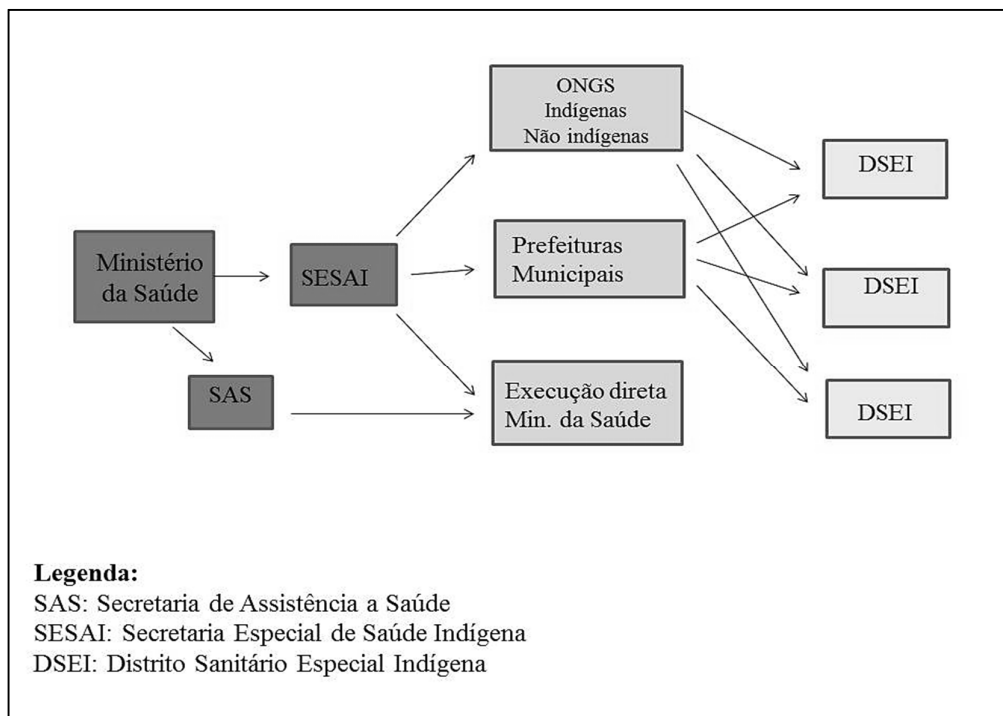 ONGS
Indígenas
Não indígenas
DSEI
Ministério
da Saúde
SESAI
Prefeituras
Municipais
DSEI
SAS
Execução direta
Min. da Saúde
DSEI
Legenda:
SAS: Secretaria de Assistência a Saúde
SESAI: Secretaria Especial de Saúde Indígena
DSEI: Distrito Sanitário Especial Indígena